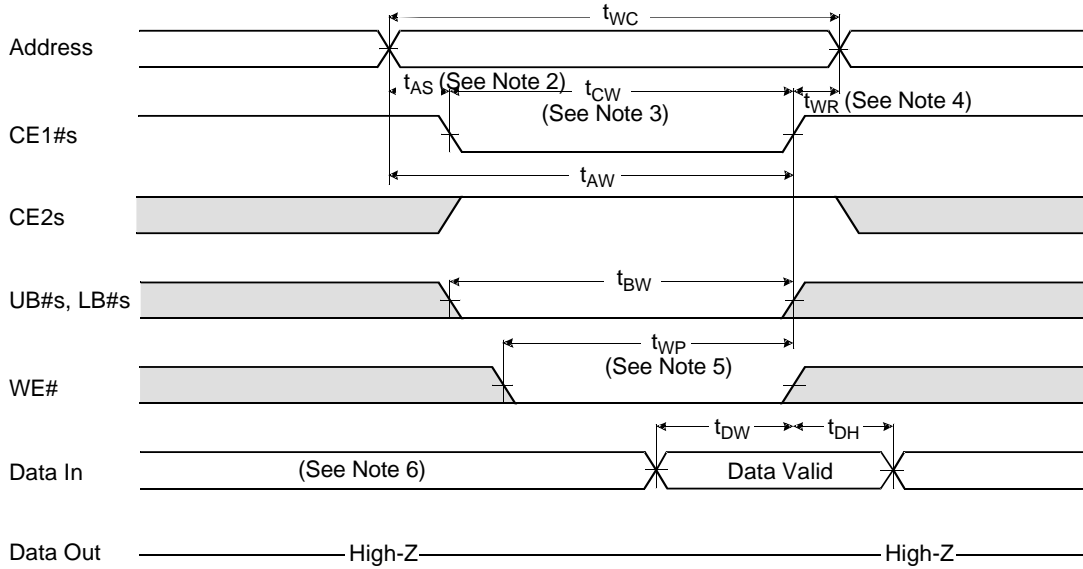 tWC
Address
tAS (See Note 2)
tCW
(See Note 3)
tWR (See Note 4)
CE1#s
tAW
CE2s
tBW
UB#s, LB#s
tWP
(See Note 5)
WE#
tDW
tDH
Data In
(See Note 6)
Data Valid
Data Out
High-Z
High-Z